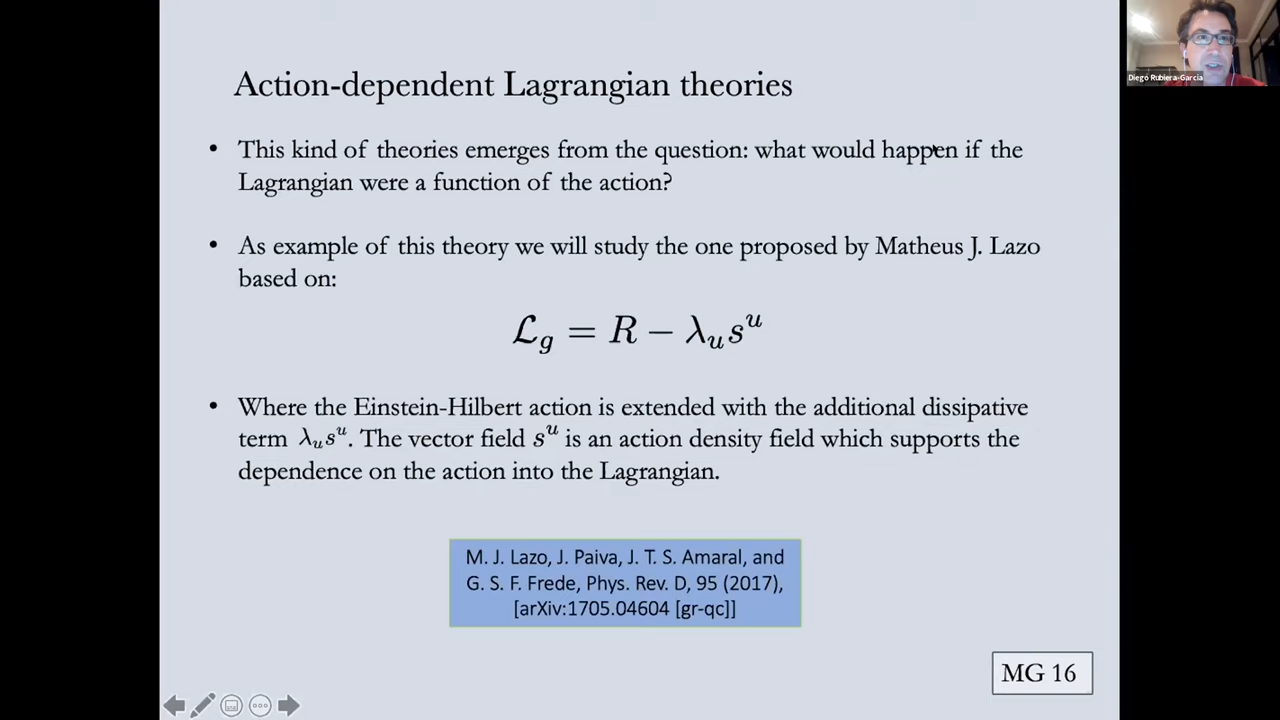 Action-dependent Lagrangian theories
• This kind of theories emerges from the question: what would happen if the
Lagrangian were a function of the action?
• As example of this theory we will study the one proposed by Matheus J. Lazo
based on:
ℒ_g = R − λ_u s^u
• Where the Einstein-Hilbert action is extended with the additional dissipative
term λ_u s^u. The vector field s^u is an action density field which supports the
dependence on the action into the Lagrangian.
M. J. Lazo, J. Paiva, J. T. S. Amaral, and
G. S. F. Frede, Phys. Rev. D, 95 (2017),
[arXiv:1705.04604 [gr-qc]]
MG 16
Diego Rubiera-Garcia